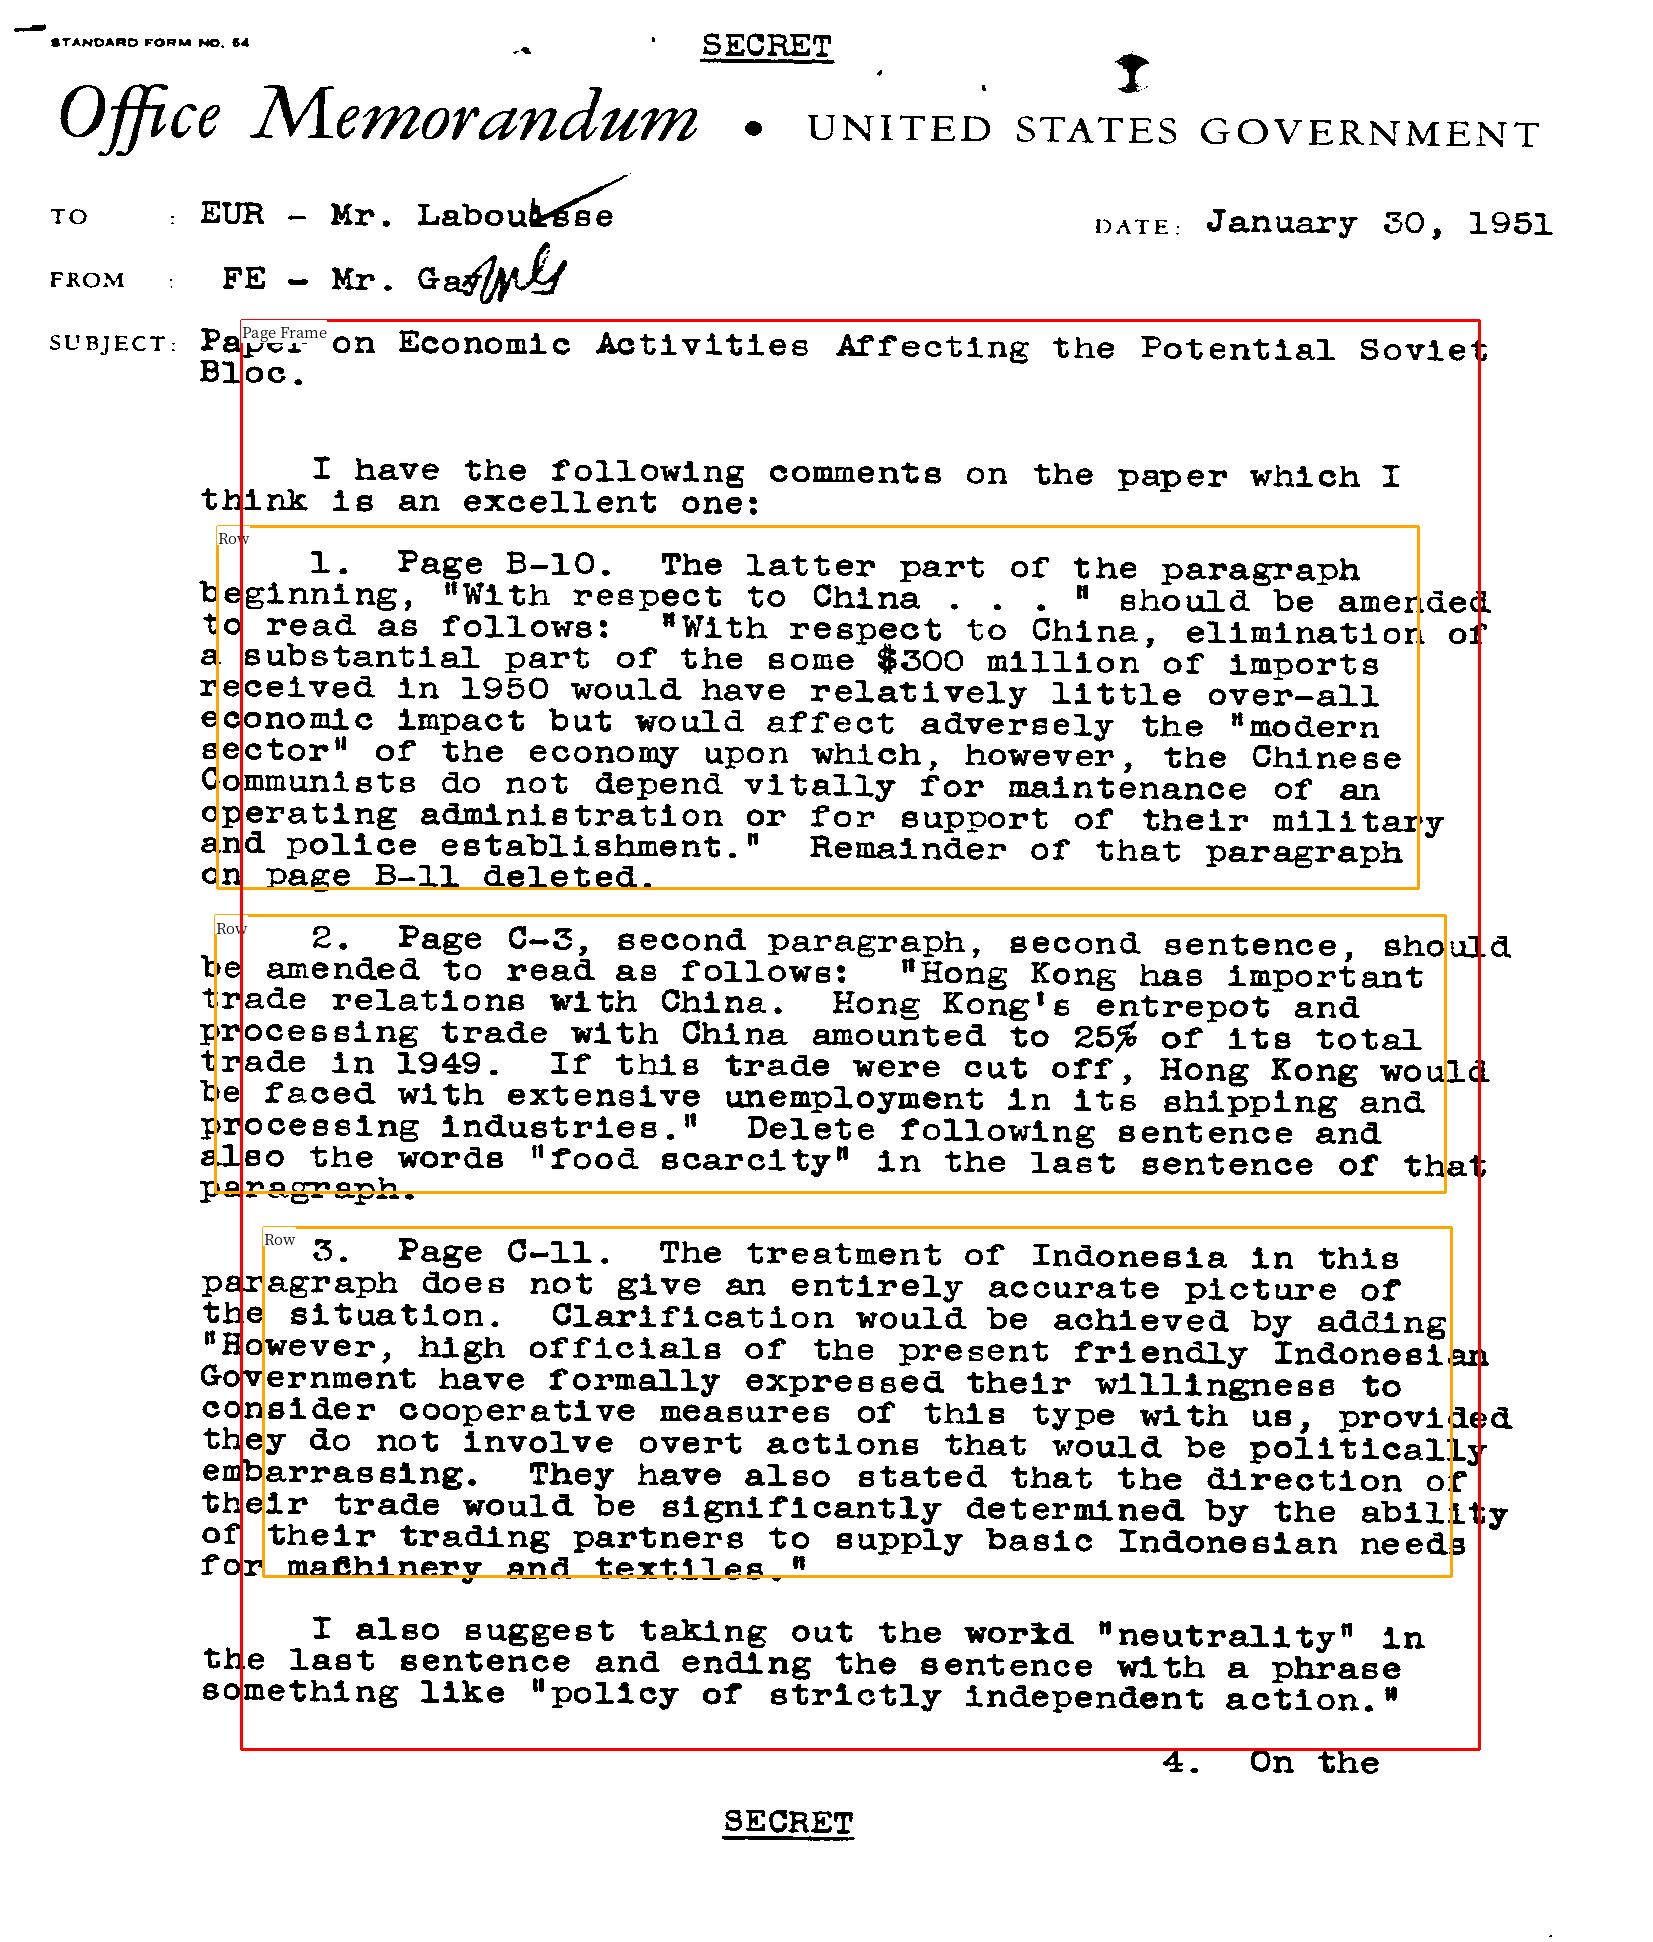 STANDARD FORM NO. 64
SECRET
Office Memorandum • UNITED STATES GOVERNMENT
TO : EUR - Mr. Labouisse
DATE: January 30, 1951
FROM : FE - Mr. 
SUBJECT: Paper on Economic Activities Affecting the Potential Soviet
Bloc.
Page Frame
I have the following comments on the paper which I
think is an excellent one:
Row
1. Page B-10. The latter part of the paragraph
beginning, "With respect to China . . . " should be amended
to read as follows: "With respect to China, elimination of
a substantial part of the some $300 million of imports
received in 1950 would have relatively little over-all
economic impact but would affect adversely the "modern
sector" of the economy upon which, however, the Chinese
Communists do not depend vitally for maintenance of an
operating administration or for support of their military
and police establishment." Remainder of that paragraph
on page B-11 deleted.
Row
2. Page C-3, second paragraph, second sentence, should
be amended to read as follows: "Hong Kong has important
trade relations with China. Hong Kong's entrepot and
processing trade with China amounted to 25% of its total
trade in 1949. If this trade were cut off, Hong Kong would
be faced with extensive unemployment in its shipping and
processing industries." Delete following sentence and
also the words "food scarcity" in the last sentence of that
paragraph.
Row
3. Page C-11. The treatment of Indonesia in this
paragraph does not give an entirely accurate picture of
the situation. Clarification would be achieved by adding
"However, high officials of the present friendly Indonesian
Government have formally expressed their willingness to
consider cooperative measures of this type with us, provided
they do not involve overt actions that would be politically
embarrassing. They have also stated that the direction of
their trade would be significantly determined by the ability
of their trading partners to supply basic Indonesian needs
for machinery and textiles."
I also suggest taking out the world "neutrality" in
the last sentence and ending the sentence with a phrase
something like "policy of strictly independent action."
4. On the
SECRET